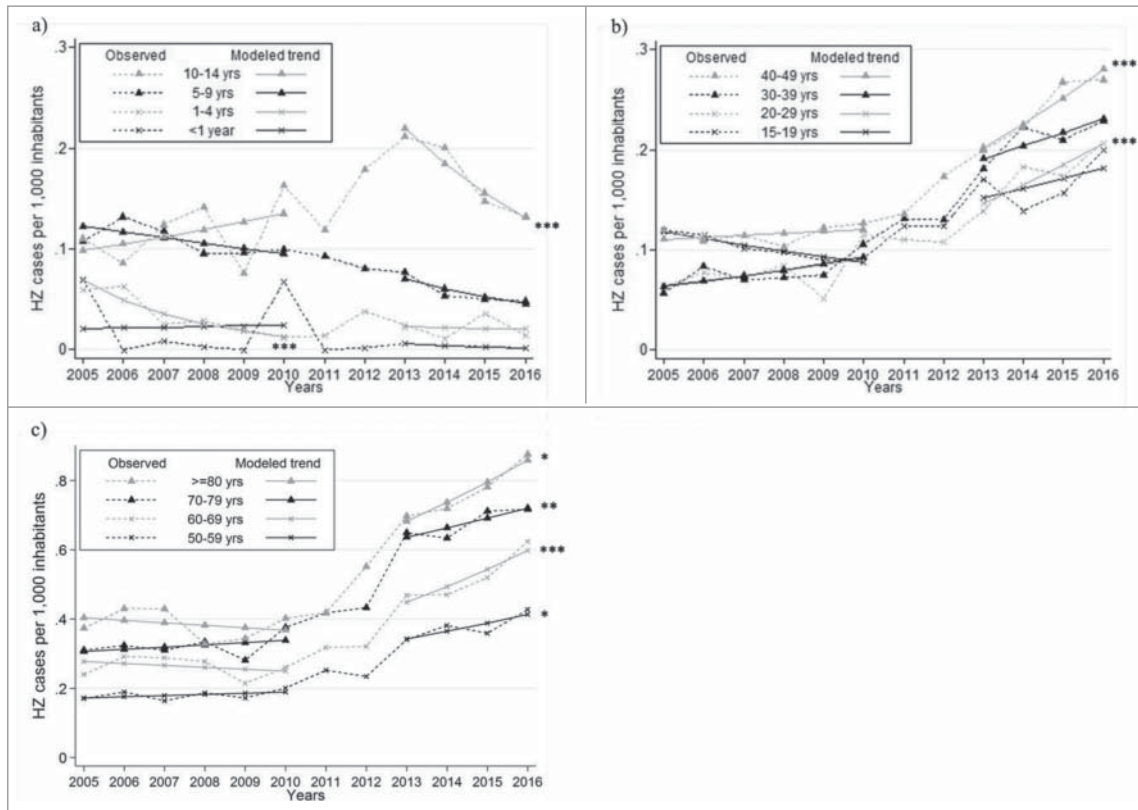 a)
.3
.2
.1
0
HZ cases per 1,000 inhabitants
Observed Modeled trend
10-14 yrs
5-9 yrs
1-4 yrs
<1 year
***
***
2005 2006 2007 2008 2009 2010 2011 2012 2013 2014 2015 2016
Years
b)
.3
.2
.1
0
HZ cases per 1,000 inhabitants
Observed Modeled trend
40-49 yrs
30-39 yrs
20-29 yrs
15-19 yrs
***
***
2005 2006 2007 2008 2009 2010 2011 2012 2013 2014 2015 2016
Years
c)
.8
.6
.4
.2
0
HZ cases per 1,000 inhabitants
Observed Modeled trend
>=80 yrs
70-79 yrs
60-69 yrs
50-59 yrs
*
**
***
*
2005 2006 2007 2008 2009 2010 2011 2012 2013 2014 2015 2016
Years